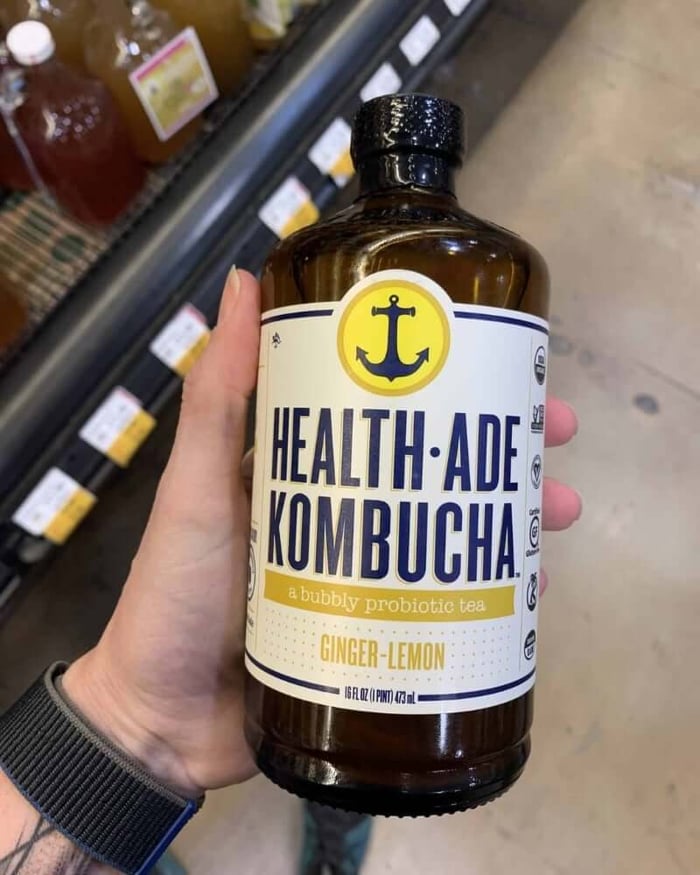 HEALTH·ADE
KOMBUCHA
a bubbly probiotic tea
GINGER-LEMON
16 FL OZ (1 PINT) 473 mL